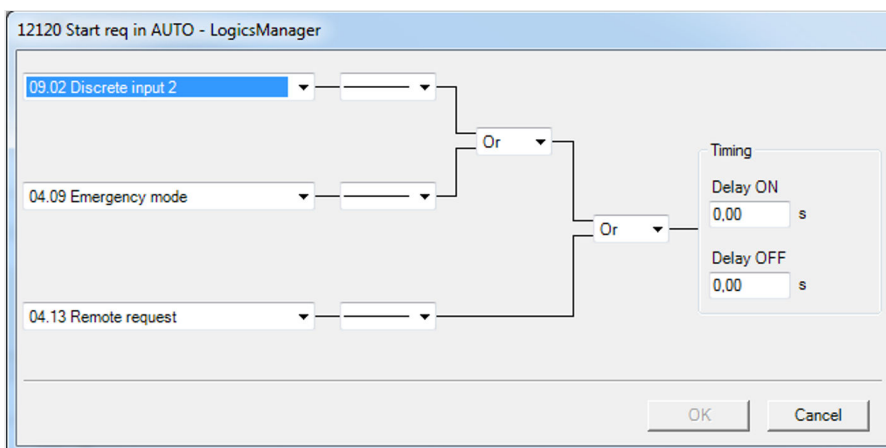 12120 Start req in AUTO - LogicsManager
09.02 Discrete input 2
Or
Timing
Delay ON
04.09 Emergency mode
0,00 s
Or
Delay OFF
0,00 s
04.13 Remote request
OK Cancel